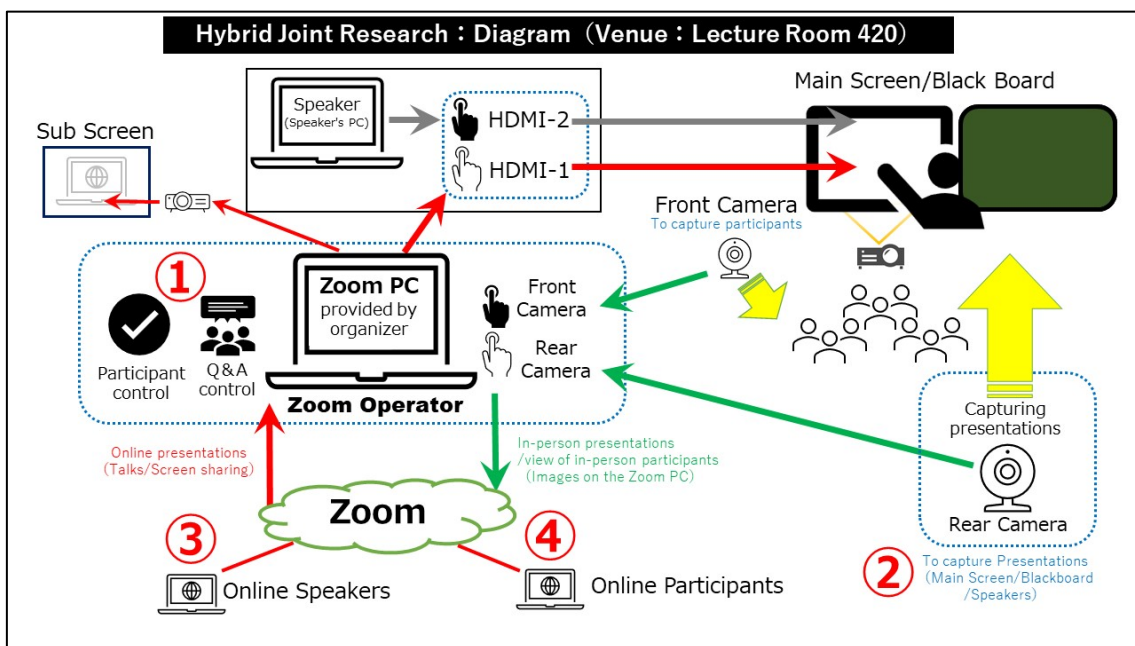 Hybrid Joint Research：Diagram（Venue：Lecture Room 420）
Speaker
(Speaker's PC)
HDMI-2
HDMI-1
Main Screen/Black Board
Sub Screen
Front Camera
To capture participants
①
Zoom PC
provided by
organizer
Front
Camera
Rear
Camera
Participant
control
Q&A
control
Zoom Operator
Capturing
presentations
Rear Camera
Online presentations
（Talks/Screen sharing）
In-person presentations
/view of in-person participants
（Images on the Zoom PC）
Zoom
③
Online Speakers
④
Online Participants
②
To capture Presentations
（Main Screen/Blackboard
/Speakers）